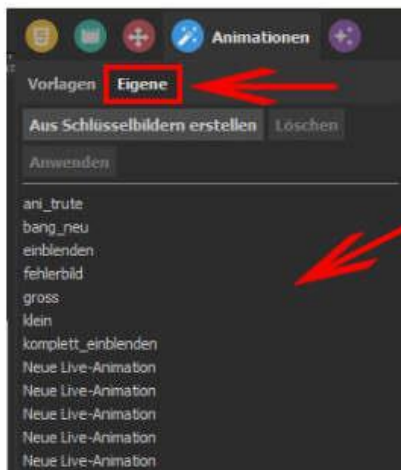 Animationen
Vorlagen Eigene
Aus Schlüsselbildern erstellen Löschen
Anwenden
ani_trute
bang_neu
einblenden
fehlerbild
gross
klein
komplett_einblenden
Neue Live-Animation
Neue Live-Animation
Neue Live-Animation
Neue Live-Animation
Neue Live-Animation